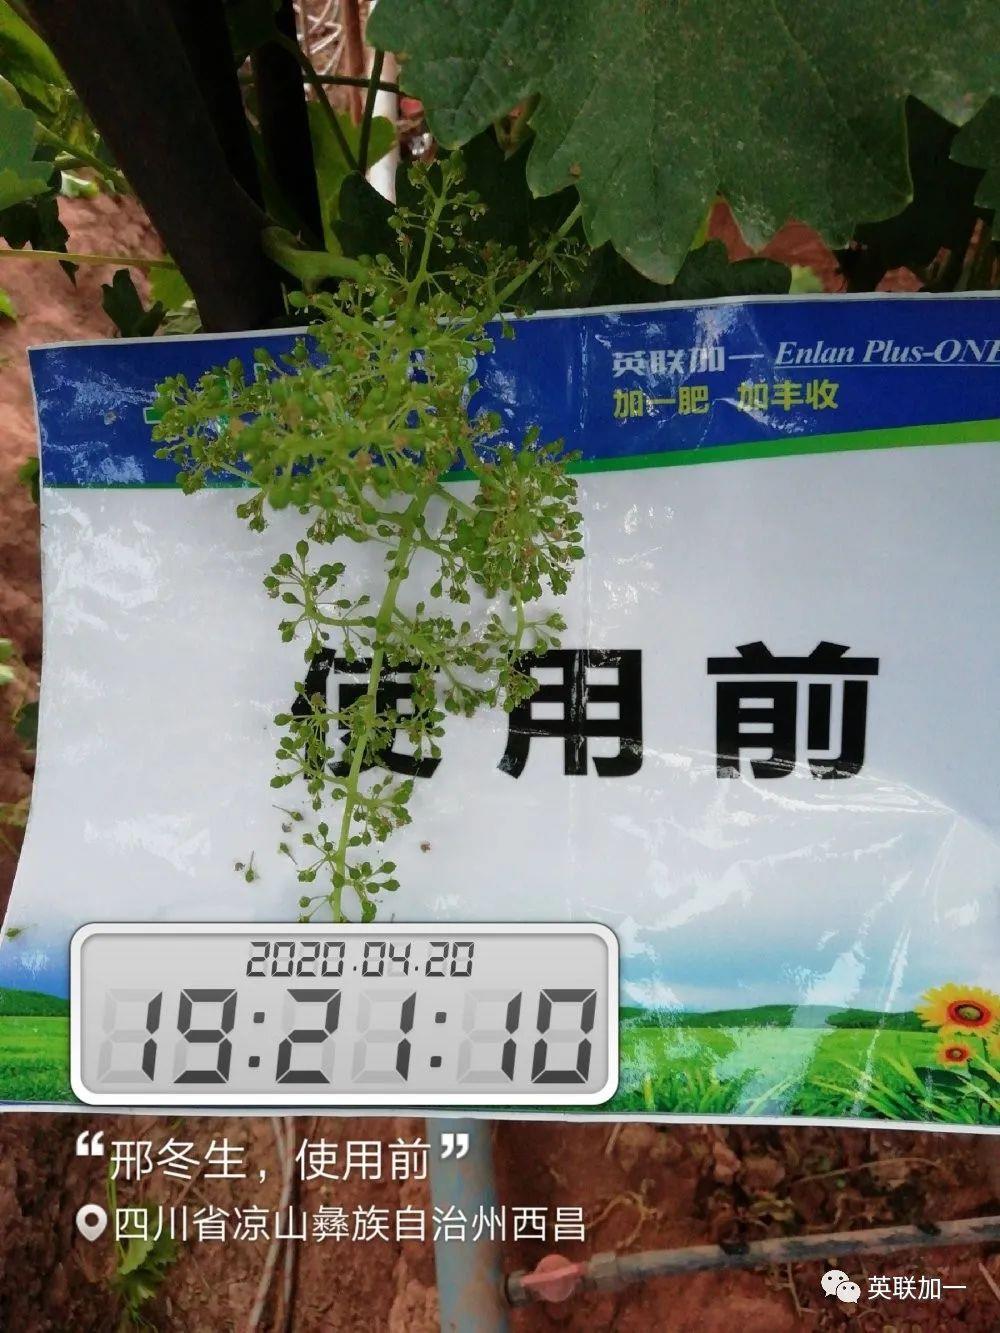 英联加一 Enlan Plus-ONE
加一肥 加丰收
使用前
2020.04.20
19:21:10
“邢冬生，使用前”
四川省凉山彝族自治州西昌
英联加一